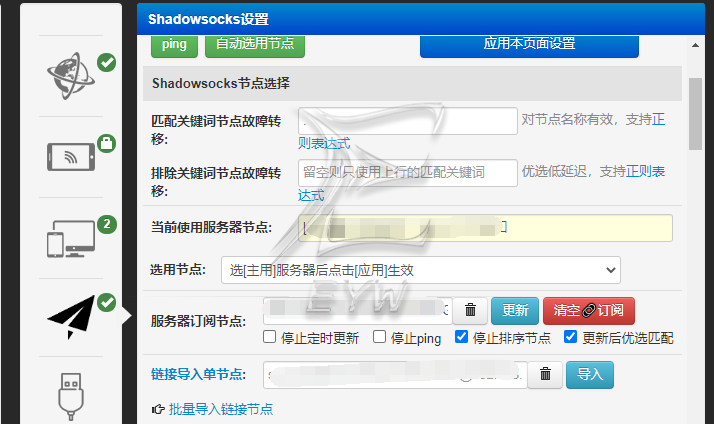 Shadowsocks设置
ping 自动选用节点 应用本页面设置
Shadowsocks节点选择
匹配关键词节点故障转移: 对节点名称有效，支持正则表达式
排除关键词节点故障转移: 留空则只使用上行的匹配关键词 优选低延迟，支持正则表达式
当前使用服务器节点:
选用节点: 选[主用]服务器后点击[应用]生效
服务器订阅节点: 更新 清空订阅
停止定时更新 停止ping 停止排序节点 更新后优选匹配
链接导入单节点: 导入
批量导入链接节点
2
EYW